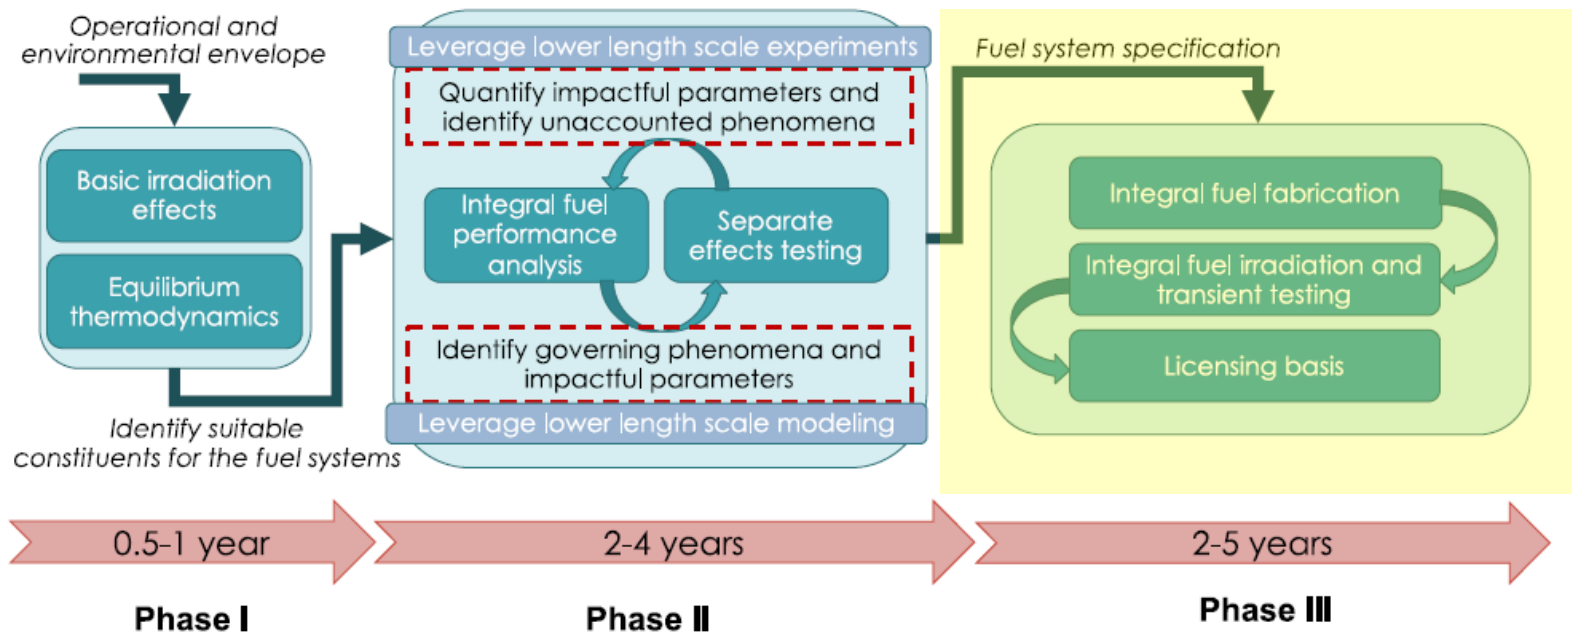 Operational and
environmental envelope
Basic irradiation
effects
Equilibrium
thermodynamics
Identify suitable
constituents for the fuel systems
Leverage lower length scale experiments
Quantify impactful parameters and
identify unaccounted phenomena
Integral fuel
performance
analysis
Separate
effects testing
Identify governing phenomena and
impactful parameters
Leverage lower length scale modeling
Fuel system specification
Integral fuel fabrication
Integral fuel irradiation and
transient testing
Licensing basis
0.5-1 year
2-4 years
2-5 years
Phase I
Phase II
Phase III